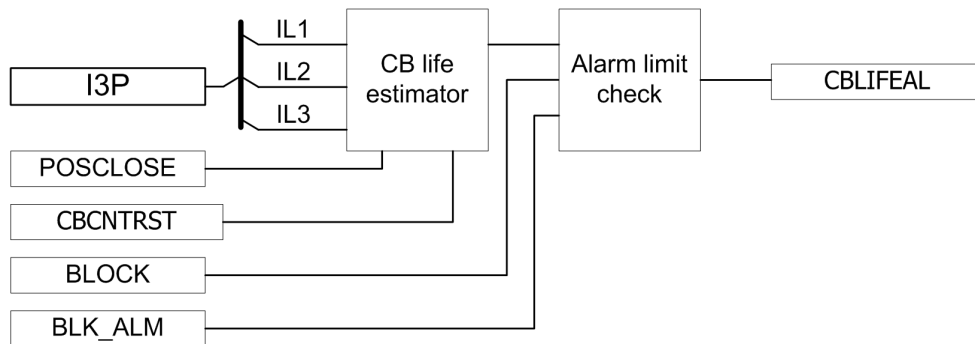 I3P
IL1
IL2
IL3
CB life
estimator
Alarm limit
check
CBLIFEAL
POSCLOSE
CBCNTRST
BLOCK
BLK_ALM